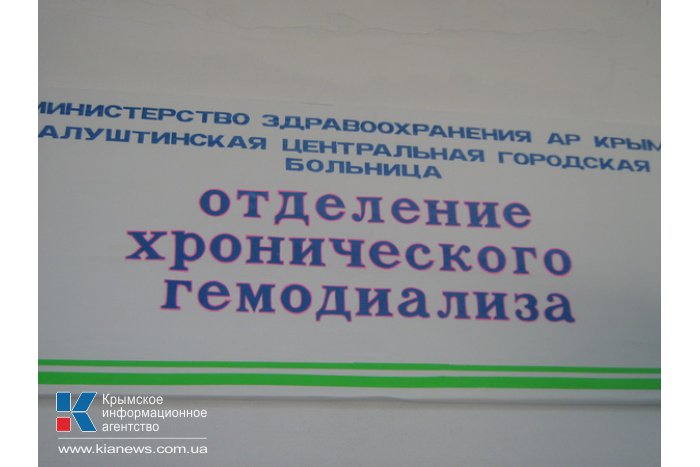 МИНИСТЕРСТВО ЗДРАВООХРАНЕНИЯ АР КРЫМ
АЛУШТИНСКАЯ ЦЕНТРАЛЬНАЯ ГОРОДСКАЯ
БОЛЬНИЦА
отделение
хронического
гемодиализа
Крымское
информационное
агентство
www.kianews.com.ua